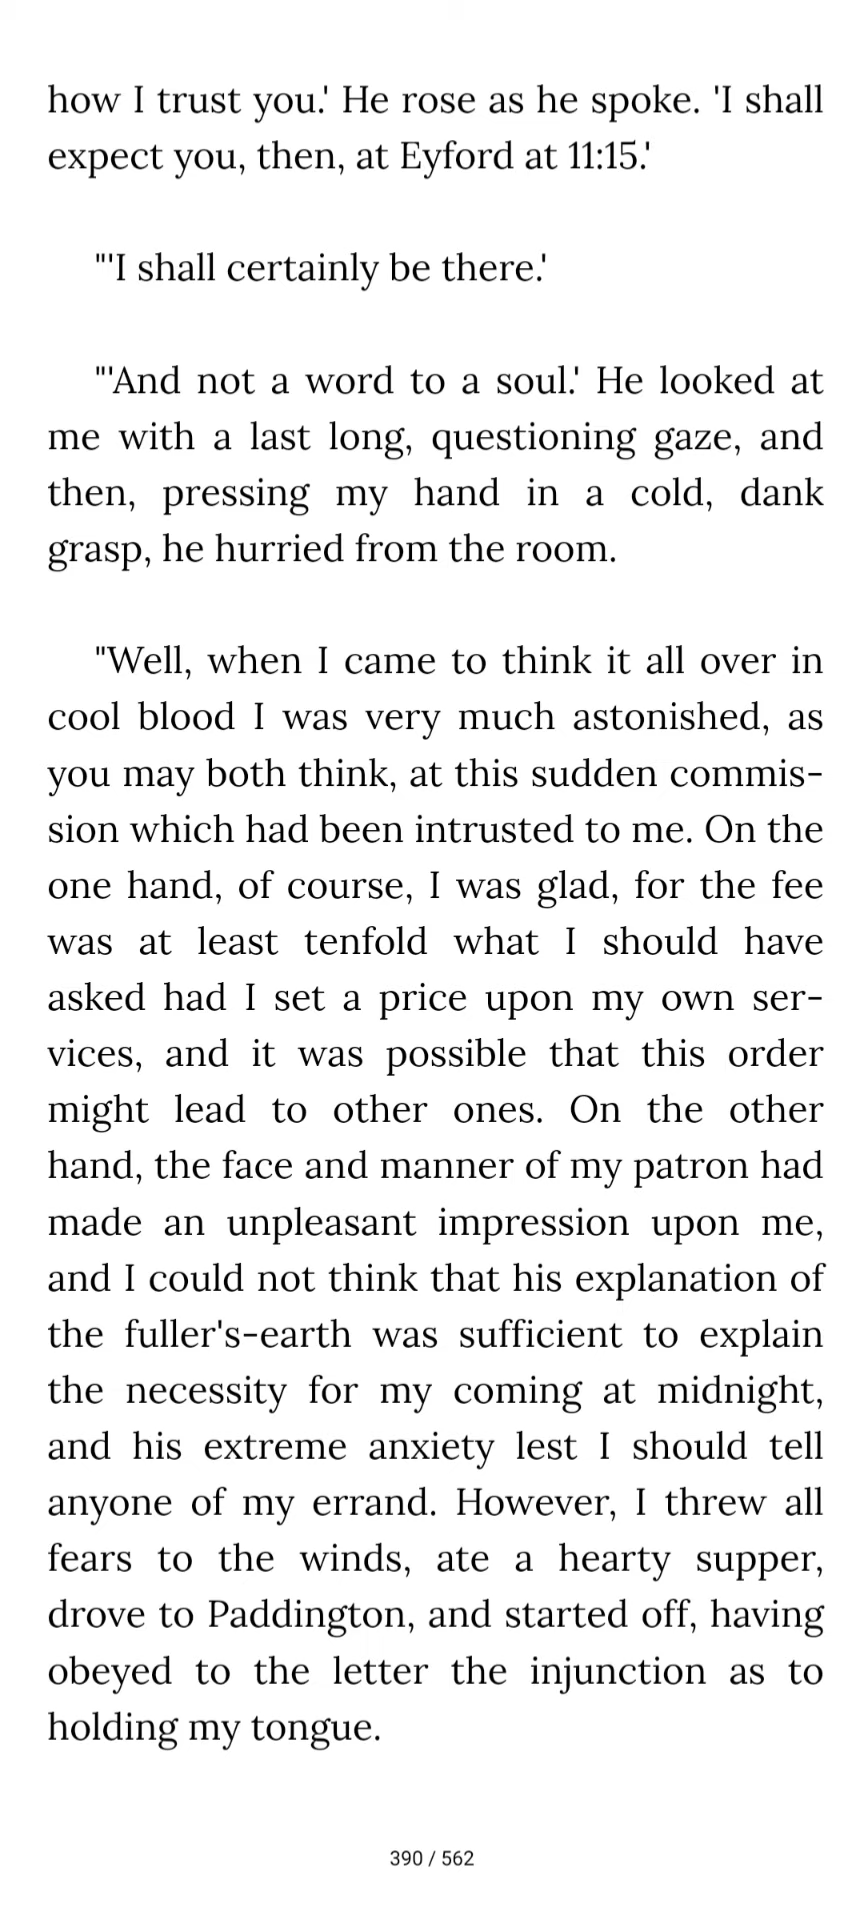 how I trust you.' He rose as he spoke. 'I shall
expect you, then, at Eyford at 11:15.'
"'I shall certainly be there.'
"'And not a word to a soul.' He looked at
me with a last long, questioning gaze, and
then, pressing my hand in a cold, dank
grasp, he hurried from the room.
"Well, when I came to think it all over in
cool blood I was very much astonished, as
you may both think, at this sudden commis-
sion which had been intrusted to me. On the
one hand, of course, I was glad, for the fee
was at least tenfold what I should have
asked had I set a price upon my own ser-
vices, and it was possible that this order
might lead to other ones. On the other
hand, the face and manner of my patron had
made an unpleasant impression upon me,
and I could not think that his explanation of
the fuller's-earth was sufficient to explain
the necessity for my coming at midnight,
and his extreme anxiety lest I should tell
anyone of my errand. However, I threw all
fears to the winds, ate a hearty supper,
drove to Paddington, and started off, having
obeyed to the letter the injunction as to
holding my tongue.
390 / 562